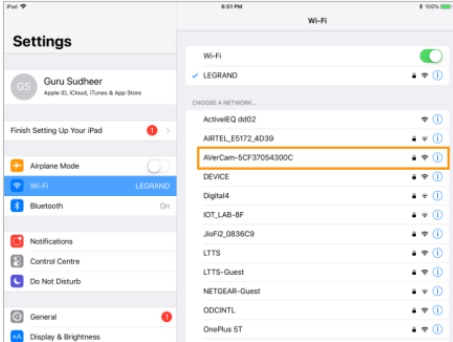 iPad
6:51 PM
100%
Settings
Wi-Fi
GS
Guru Sudheer
Apple ID, iCloud, iTunes & App Store
Finish Setting Up Your iPad
1
Airplane Mode
Wi-Fi
LEGRAND
Bluetooth
On
Notifications
Control Centre
Do Not Disturb
General
1
AA
Display & Brightness
Wi-Fi
LEGRAND
CHOOSE A NETWORK...
ActiveIEQ dd02
AIRTEL_E5172_4D39
AVerCam-5CF37054300C
DEVICE
Digital4
IOT_LAB-8F
JioFi2_0836C9
LTTS
LTTS-Guest
NETGEAR-Guest
ODCINTL
OnePlus 5T